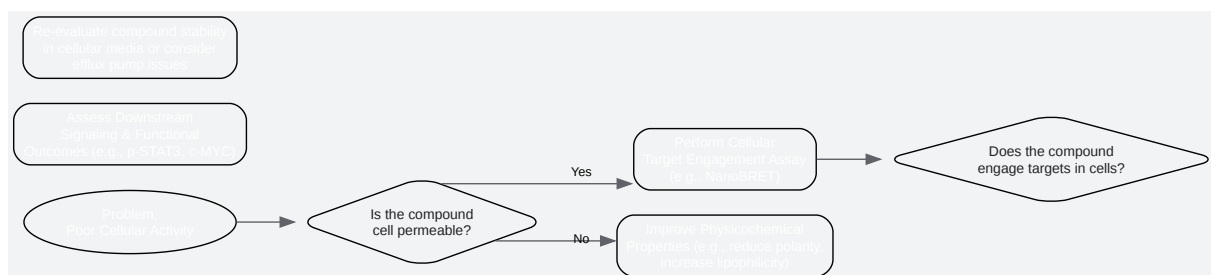 Re-evaluate compound stability
in cellular media or consider
efflux pump issues
Assess Downstream
Signaling & Functional
Outcomes (e.g., p-STAT3, c-MYC)
Problem:
Poor Cellular Activity
Is the compound
cell permeable?
Yes
No
Perform Cellular
Target Engagement Assay
(e.g., NanoBRET)
Improve Physicochemical
Properties (e.g., reduce polarity,
increase lipophilicity)
Does the compound
engage targets in cells?